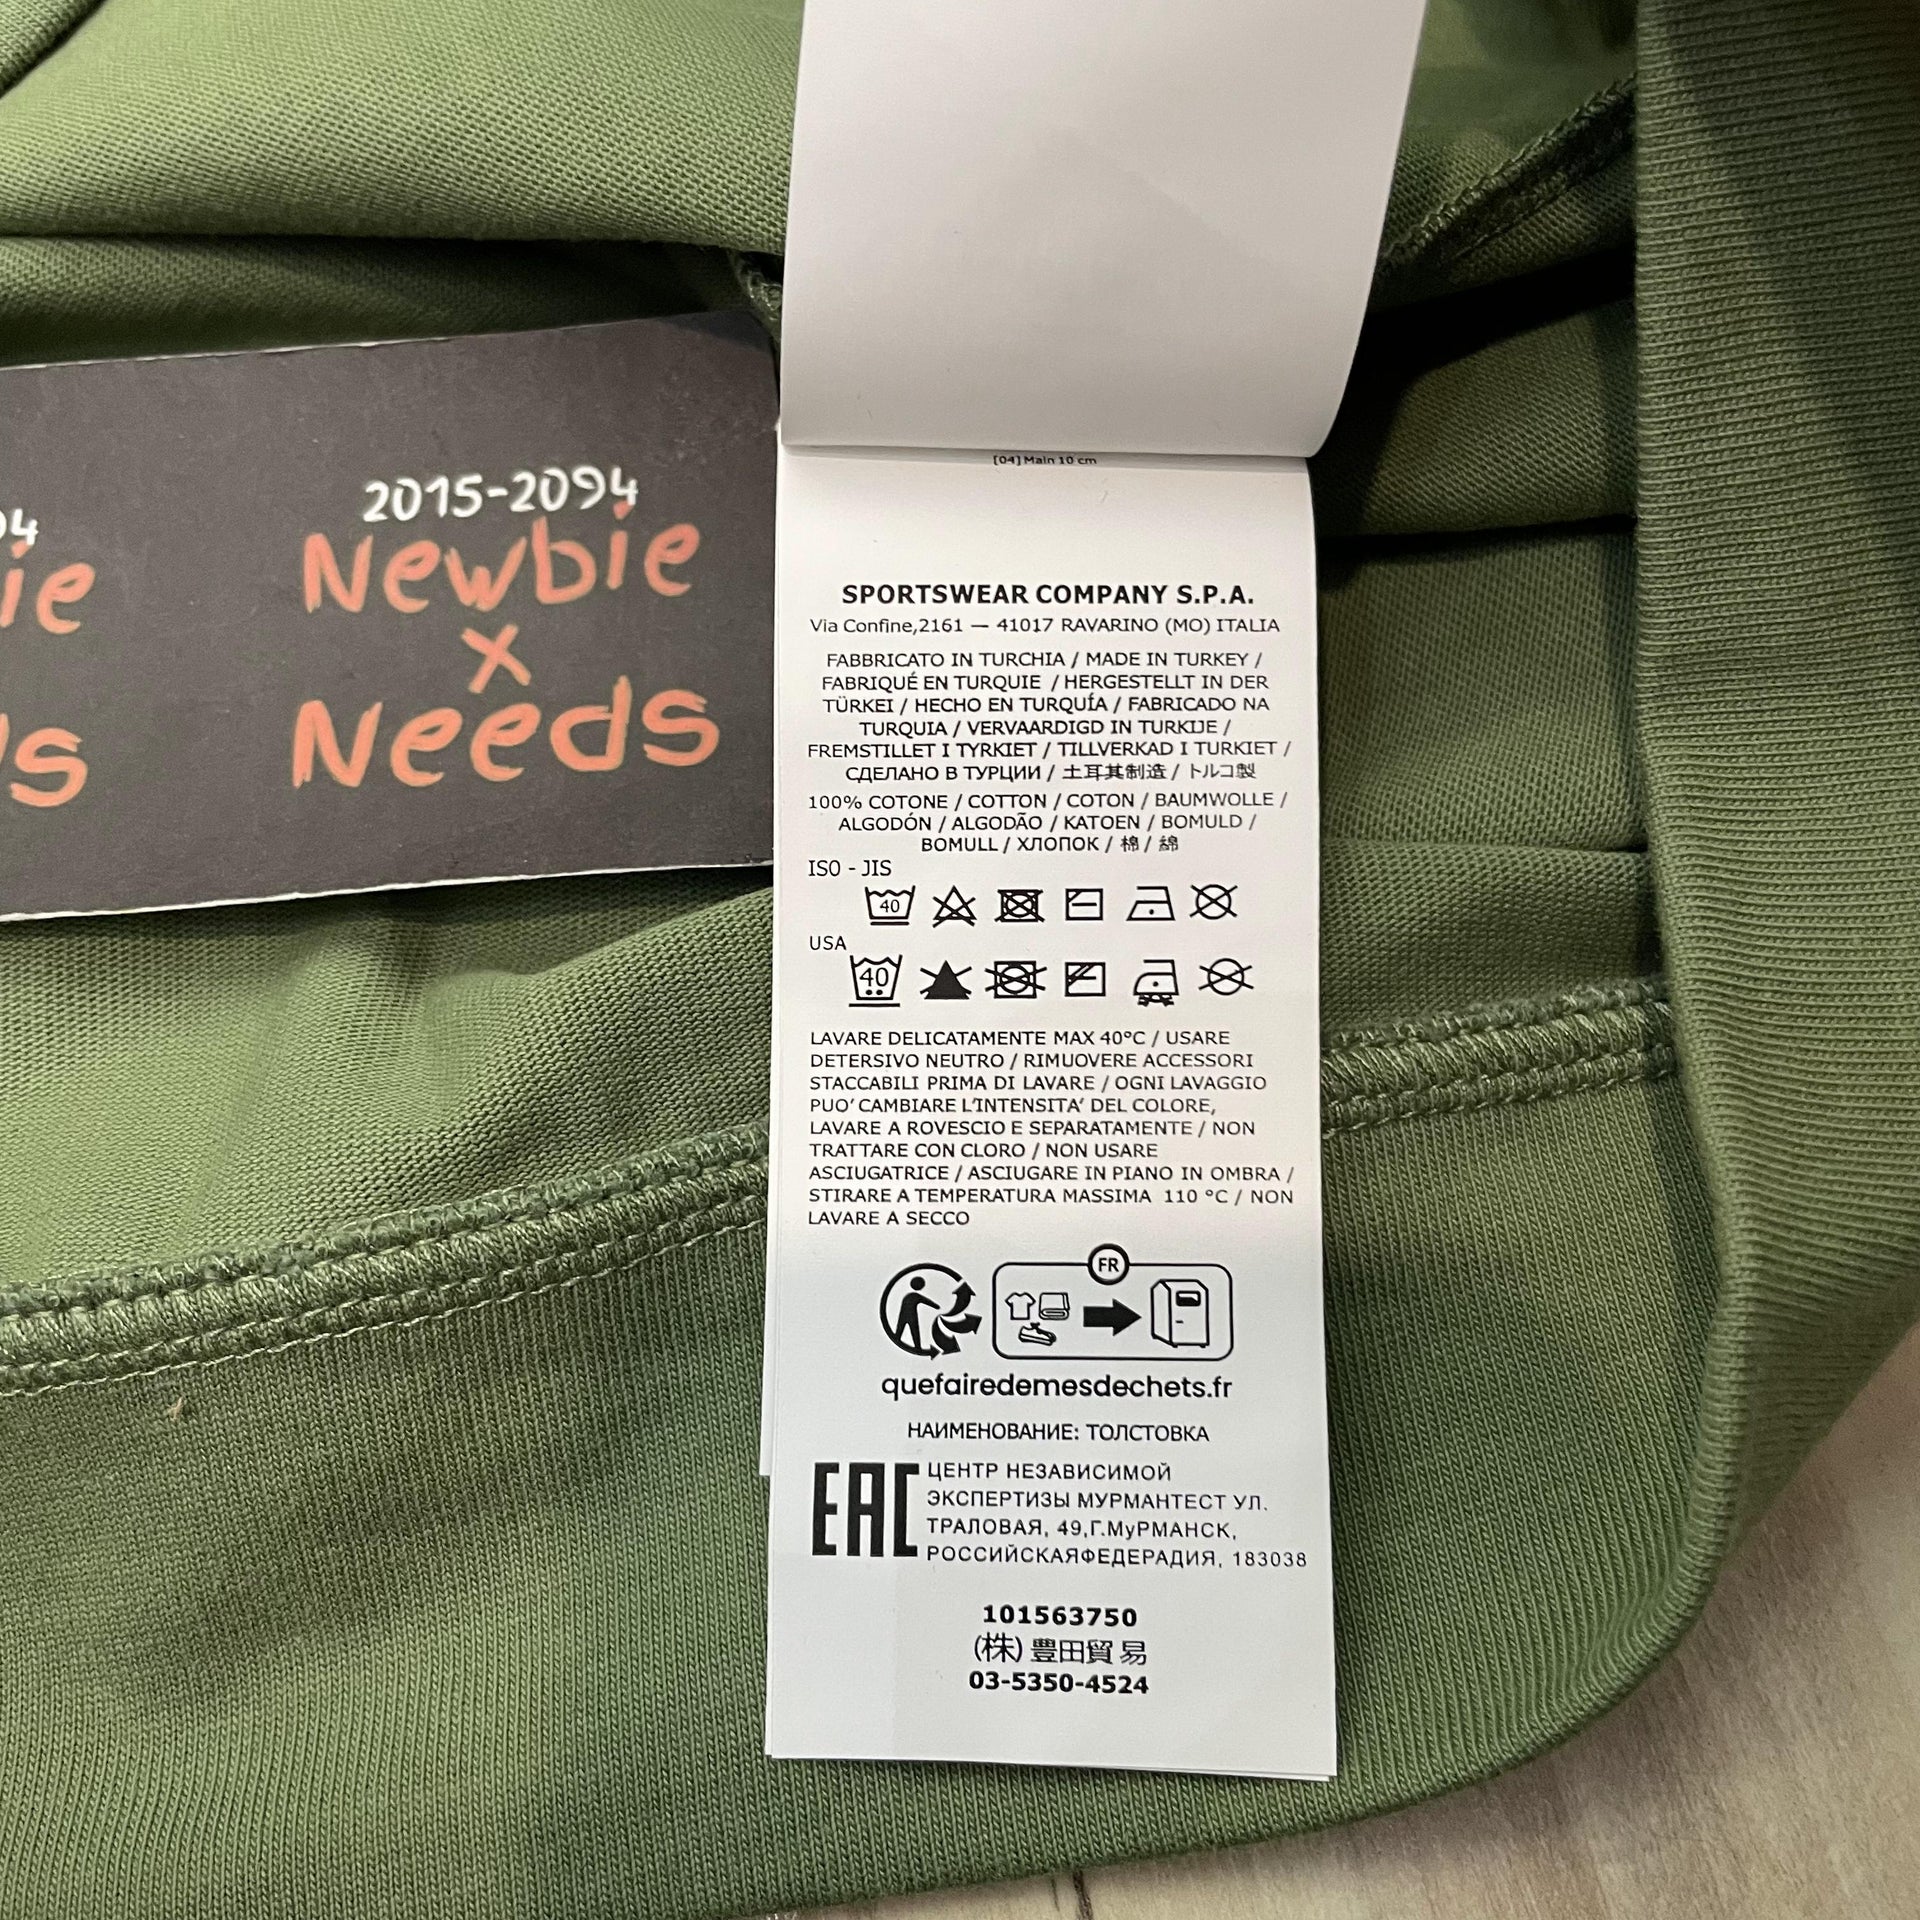 2015-2094
Newbie
x
Needs
94
ie
ds
[04] Main 10 cm
SPORTSWEAR COMPANY S.P.A.
Via Confine,2161 — 41017 RAVARINO (MO) ITALIA
FABBRICATO IN TURCHIA / MADE IN TURKEY /
FABRIQUÉ EN TURQUIE / HERGESTELLT IN DER
TÜRKEI / HECHO EN TURQUÍA / FABRICADO NA
TURQUIA / VERVAARDIGD IN TURKIJE /
FREMSTILLET I TYRKIET / TILLVERKAD I TURKIET /
СДЕЛАНО В ТУРЦИИ / 土耳其制造 / トルコ製
100% COTONE / COTTON / COTON / BAUMWOLLE /
ALGODÓN / ALGODÃO / KATOEN / BOMULD /
BOMULL / ХЛОПОК / 棉 / 綿
ISO - JIS
40
USA
40
LAVARE DELICATAMENTE MAX 40°C / USARE
DETERSIVO NEUTRO / RIMUOVERE ACCESSORI
STACCABILI PRIMA DI LAVARE / OGNI LAVAGGIO
PUO' CAMBIARE L'INTENSITA' DEL COLORE,
LAVARE A ROVESCIO E SEPARATAMENTE / NON
TRATTARE CON CLORO / NON USARE
ASCIUGATRICE / ASCIUGARE IN PIANO IN OMBRA /
STIRARE A TEMPERATURA MASSIMA 110 °C / NON
LAVARE A SECCO
FR
quefairedemesdechets.fr
НАИМЕНОВАНИЕ: ТОЛСТОВКА
EAC
ЦЕНТР НЕЗАВИСИМОЙ
ЭКСПЕРТИЗЫ МУРМАНТЕСТ УЛ.
ТРАЛОВАЯ, 49,Г.МуРМАНСК,
РОССИЙСКАЯФЕДЕРАДИЯ, 183038
101563750
(株) 豊田貿易
03-5350-4524